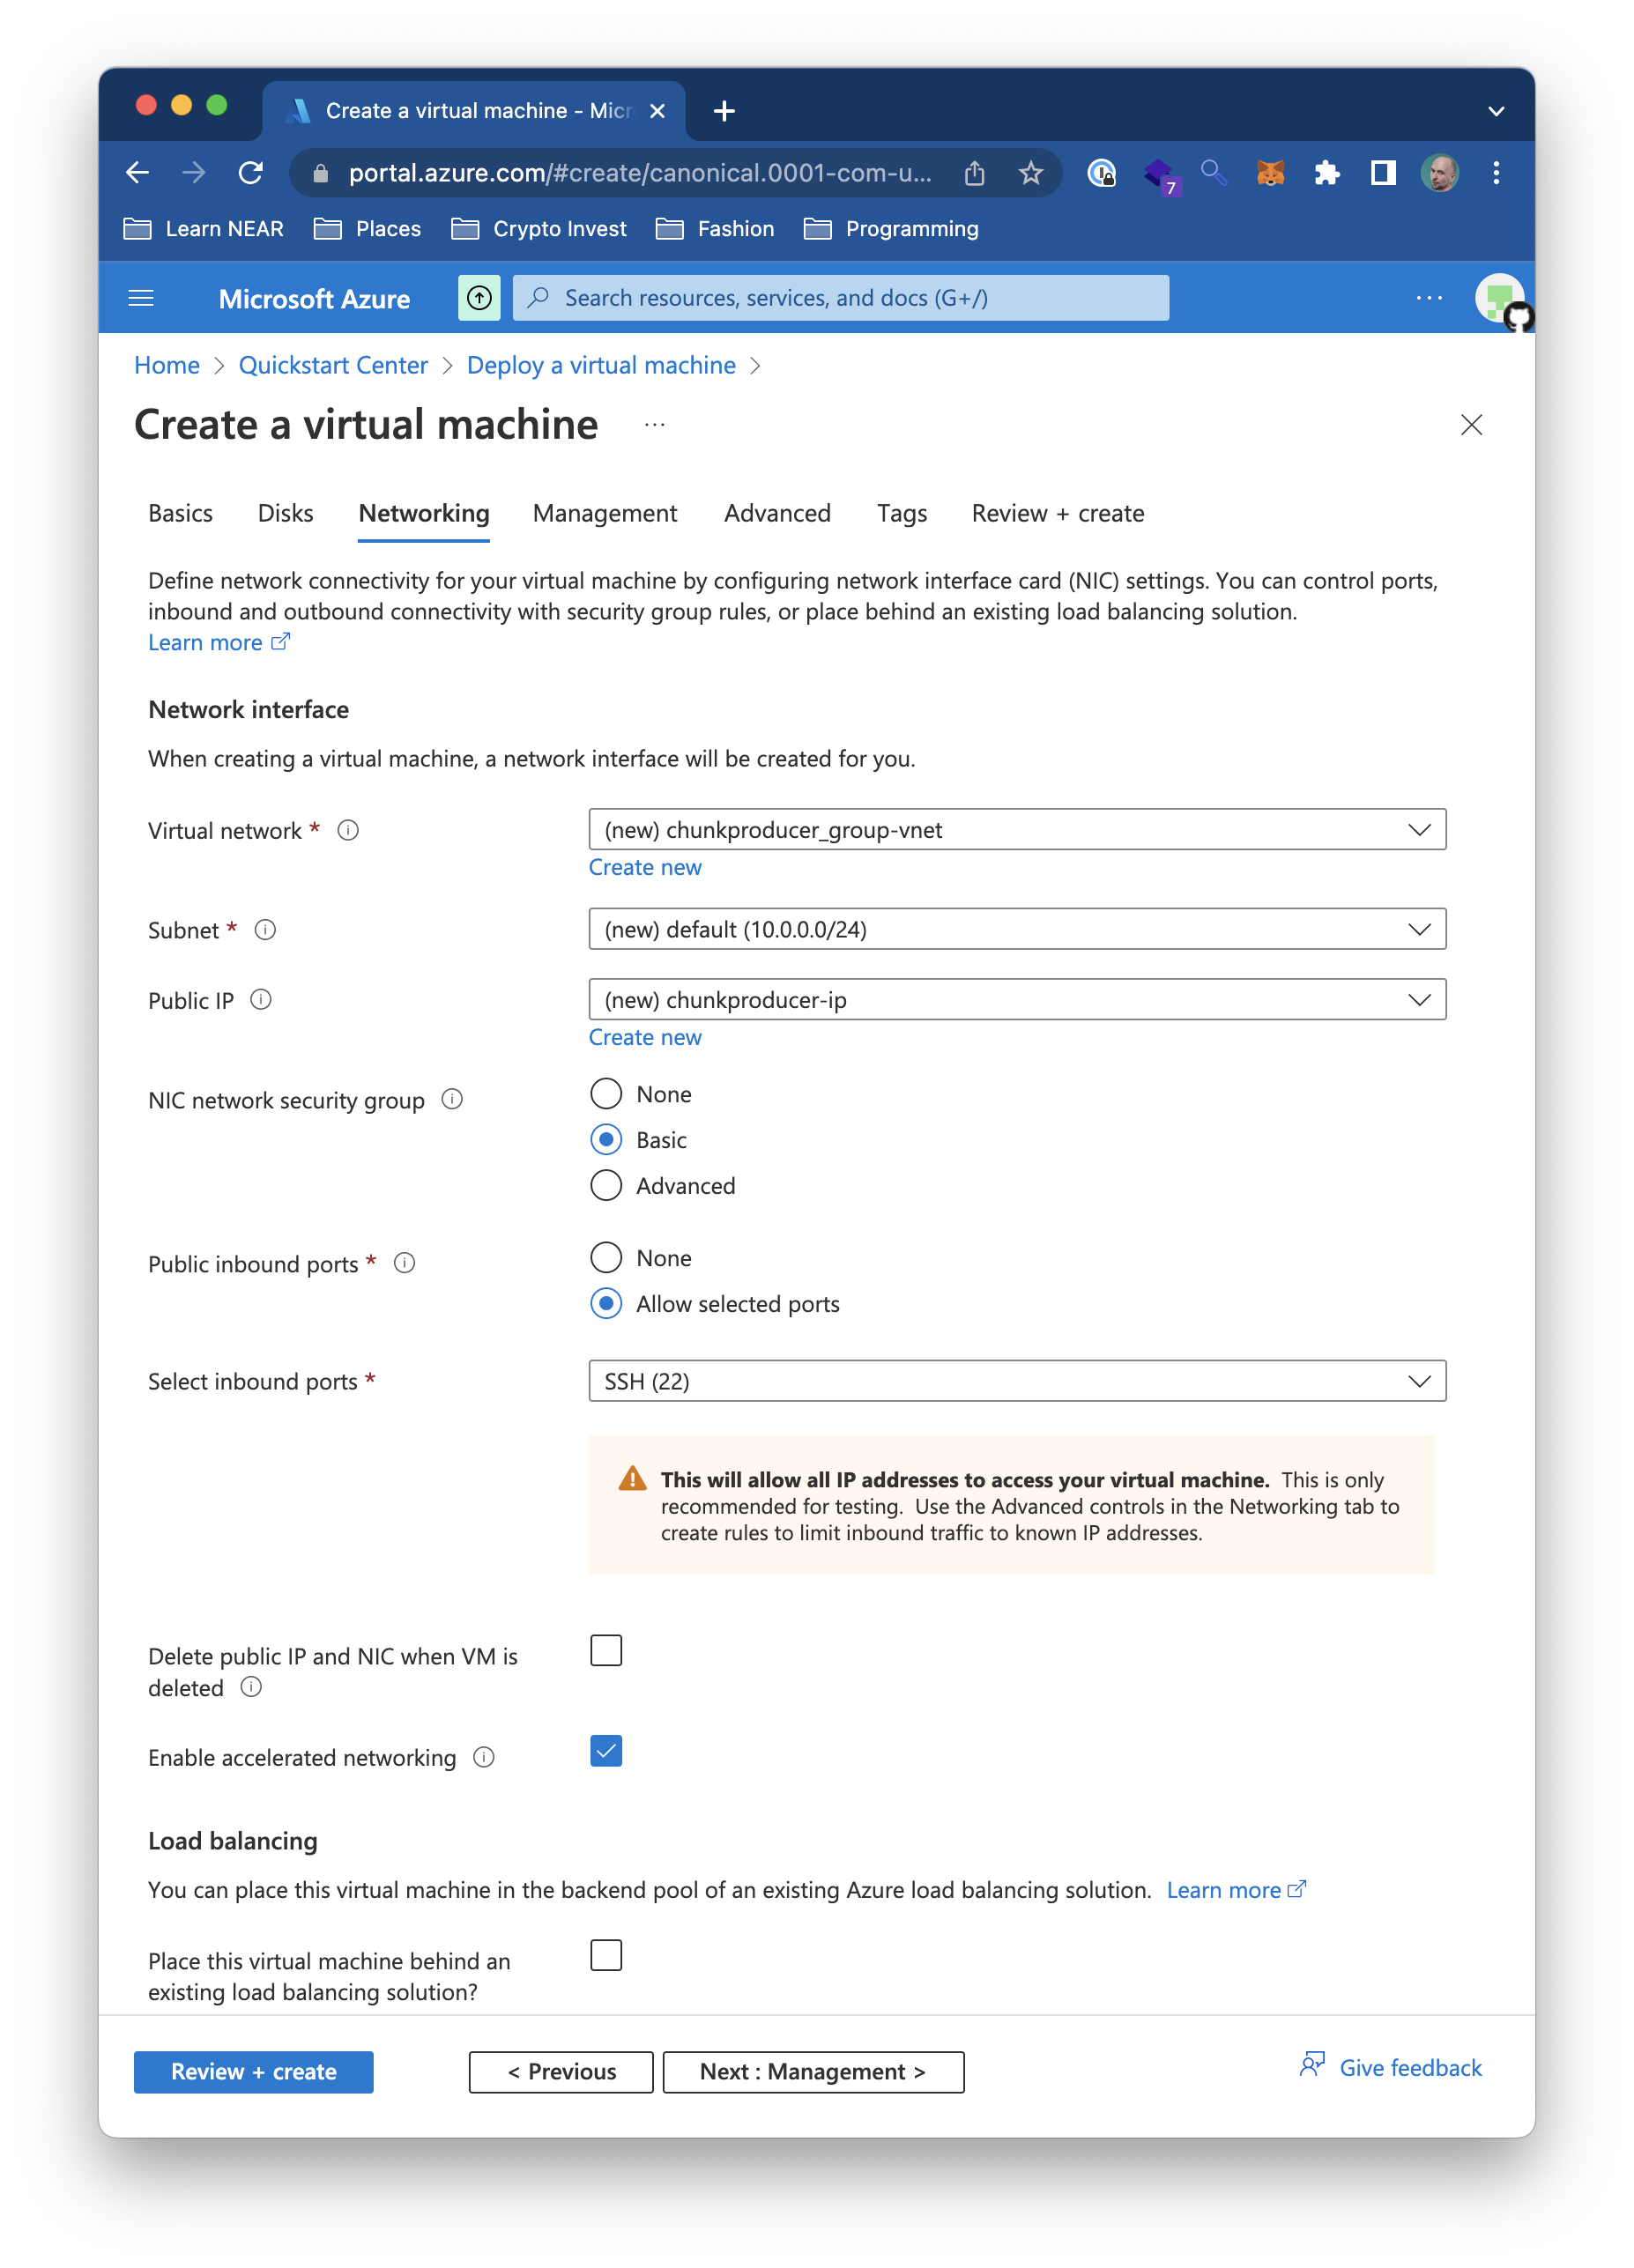 Create a virtual machine - Micr
portal.azure.com/#create/canonical.0001-com-u...
7
Learn NEAR
Places
Crypto Invest
Fashion
Programming
Microsoft Azure
Search resources, services, and docs (G+/)
Home > Quickstart Center > Deploy a virtual machine >
Create a virtual machine ...
Basics
Disks
Networking
Management
Advanced
Tags
Review + create
Define network connectivity for your virtual machine by configuring network interface card (NIC) settings. You can control ports,
inbound and outbound connectivity with security group rules, or place behind an existing load balancing solution.
Learn more
Network interface
When creating a virtual machine, a network interface will be created for you.
Virtual network *
(new) chunkproducer_group-vnet
Create new
Subnet *
(new) default (10.0.0.0/24)
Public IP
(new) chunkproducer-ip
Create new
NIC network security group
None
Basic
Advanced
Public inbound ports *
None
Allow selected ports
Select inbound ports *
SSH (22)
This will allow all IP addresses to access your virtual machine. This is only
recommended for testing. Use the Advanced controls in the Networking tab to
create rules to limit inbound traffic to known IP addresses.
Delete public IP and NIC when VM is
deleted
Enable accelerated networking
Load balancing
You can place this virtual machine in the backend pool of an existing Azure load balancing solution. Learn more
Place this virtual machine behind an
existing load balancing solution?
Review + create
< Previous
Next : Management >
Give feedback